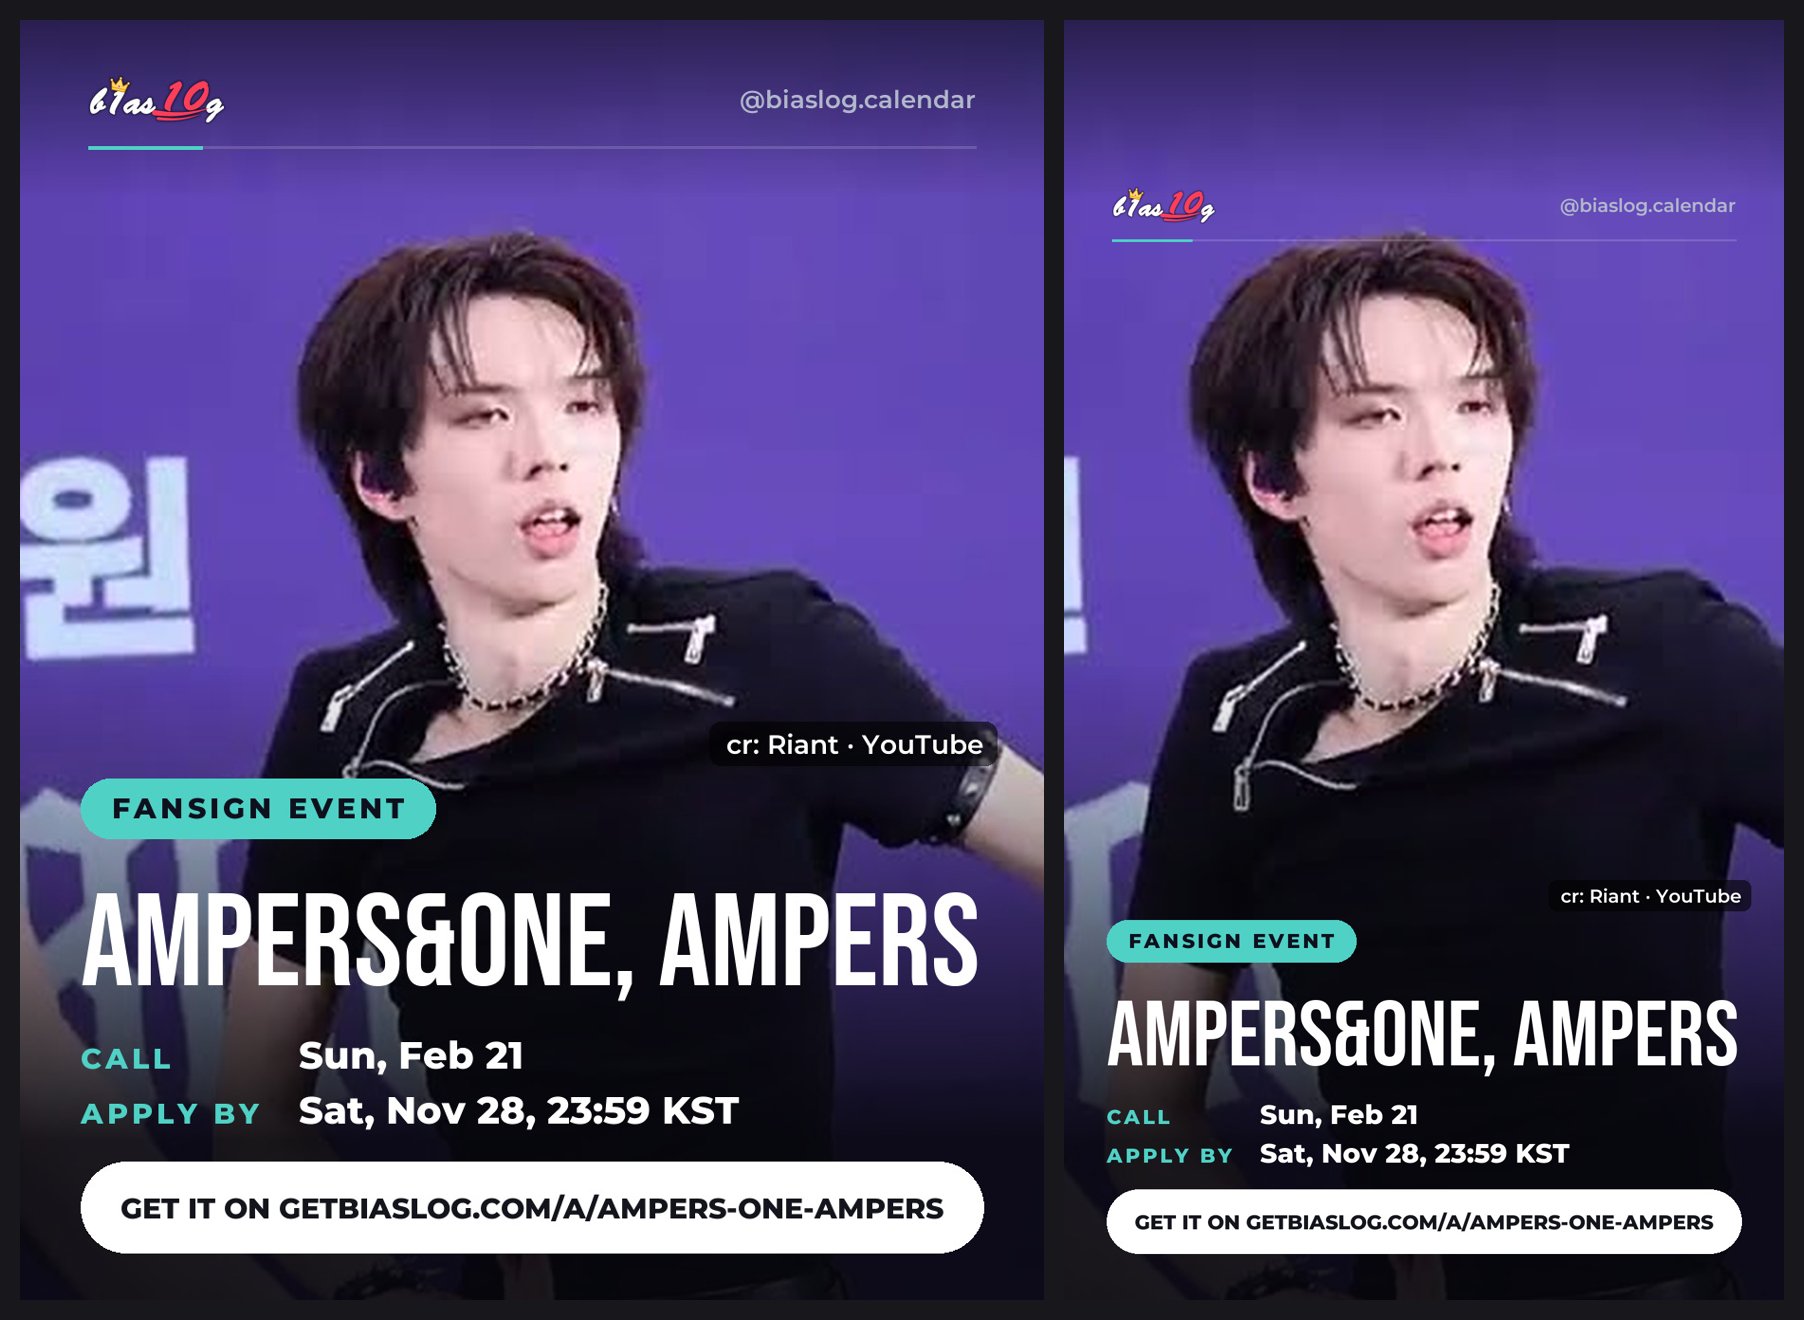 b1as10g
@biaslog.calendar
원
cr: Riant · YouTube
FANSIGN EVENT
AMPERS&ONE, AMPERS
CALL Sun, Feb 21
APPLY BY Sat, Nov 28, 23:59 KST
GET IT ON GETBIASLOG.COM/A/AMPERS-ONE-AMPERS
b1as10g
@biaslog.calendar
cr: Riant · YouTube
FANSIGN EVENT
AMPERS&ONE, AMPERS
CALL Sun, Feb 21
APPLY BY Sat, Nov 28, 23:59 KST
GET IT ON GETBIASLOG.COM/A/AMPERS-ONE-AMPERS